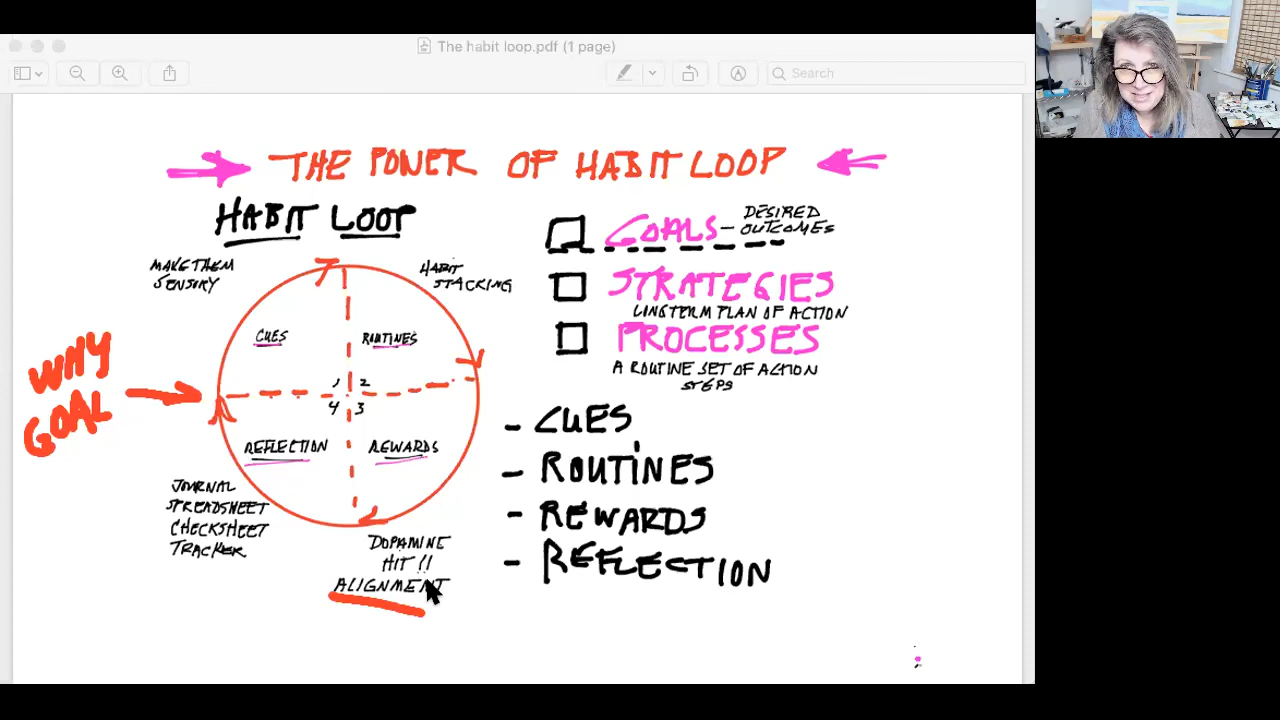 The habit loop.pdf (1 page)
Search
THE POWER OF HABIT LOOP
HABIT LOOP
MAKE THEM
SENSORY
HABIT
STACKING
CUES
ROUTINES
1 2
4 3
REFLECTION
REWARDS
WHY
GOAL
JOURNAL
SPREADSHEET
CHECKSHEET
TRACKER
DOPAMINE
HIT !!
ALIGNMENT
GOALS - DESIRED
OUTCOMES
STRATEGIES
LINGTERM PLAN OF ACTION
PROCESSES
A ROUTINE SET OF ACTION
STEPS
- CUES
- ROUTINES
- REWARDS
- REFLECTION